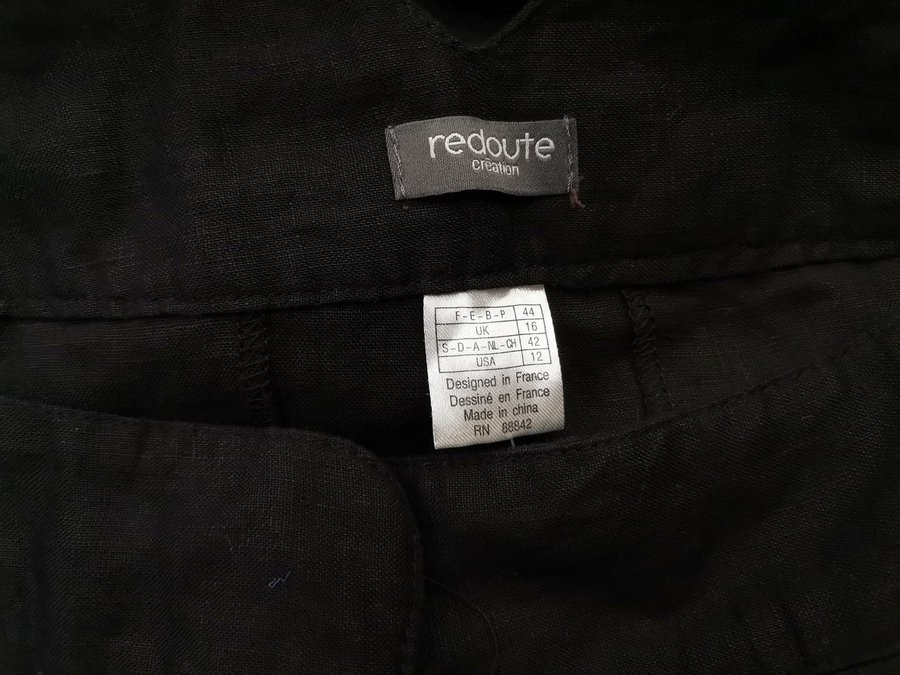 redoute
création
F-E-B-P 44
UK 16
S-D-A-NL-CH 42
USA 12
Designed in France
Dessiné en France
Made in china
RN 88842